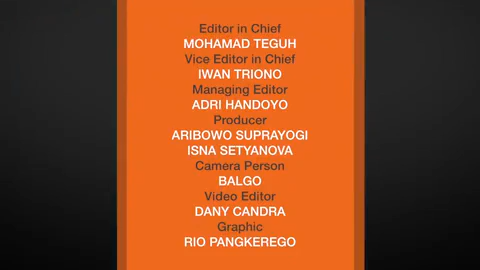 Editor in Chief
MOHAMAD TEGUH
Vice Editor in Chief
IWAN TRIONO
Managing Editor
ADRI HANDOYO
Producer
ARIBOWO SUPRAYOGI
ISNA SETYANOVA
Camera Person
BALGO
Video Editor
DANY CANDRA
Graphic
RIO PANGKEREGO